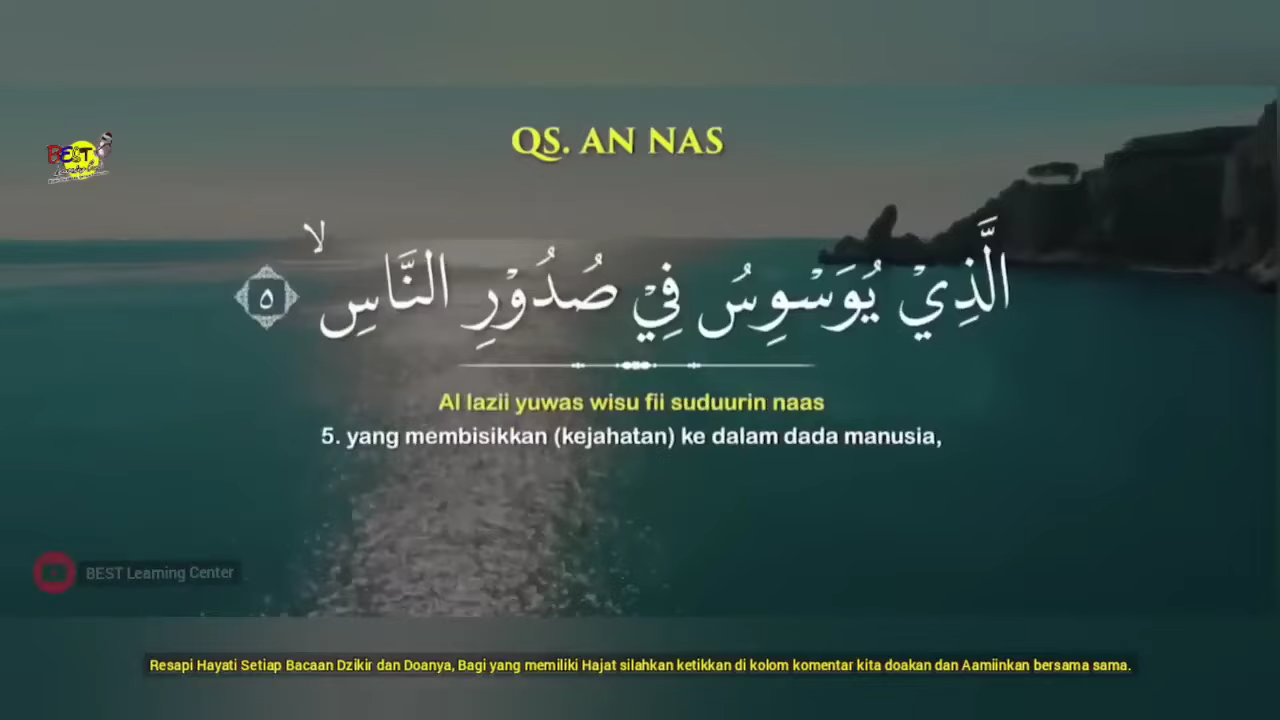 BEST
QS. AN NAS
الَّذِيْ يُوَسْوِسُ فِيْ صُدُوْرِ النَّاسِۙ ٥
Al lazii yuwas wisu fii suduurin naas
5. yang membisikkan (kejahatan) ke dalam dada manusia,
BEST Learning Center
Resapi Hayati Setiap Bacaan Dzikir dan Doanya, Bagi yang memiliki Hajat silahkan ketikkan di kolom komentar kita doakan dan Aamiinkan bersama sama.